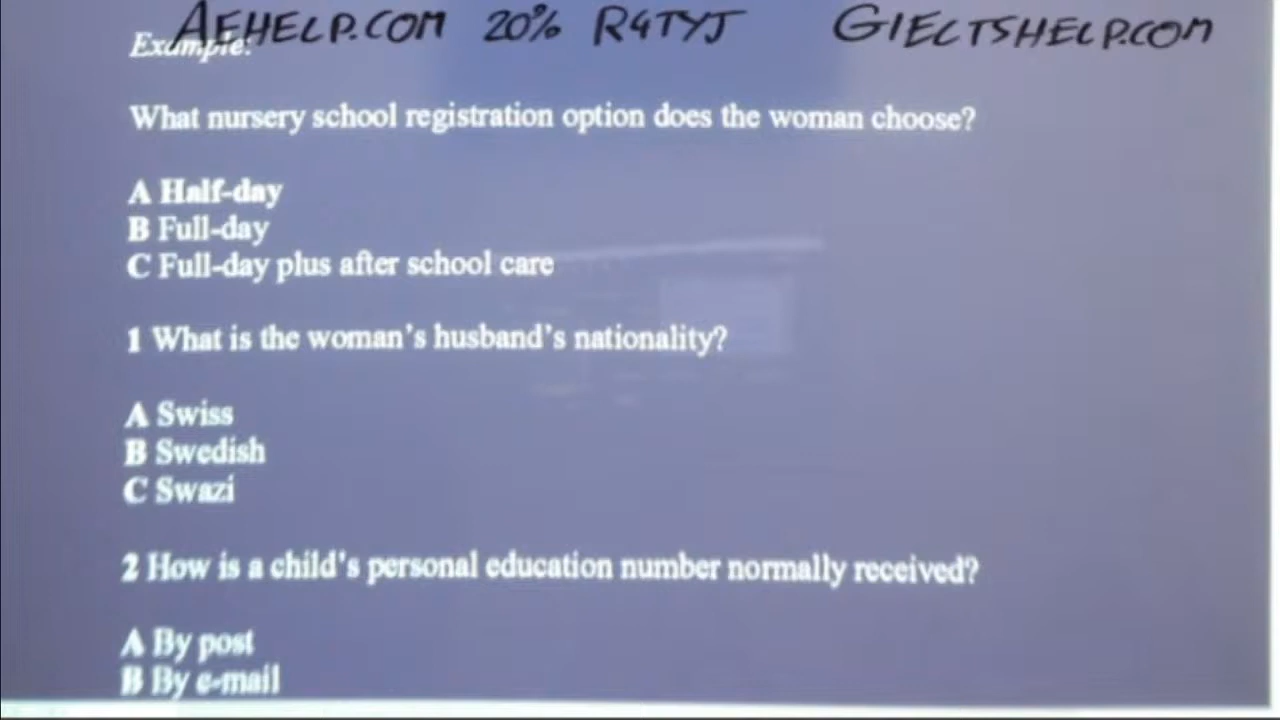 AEHELP.COM 20% R4TYJ GIELTSHELP.COM
Example:
What nursery school registration option does the woman choose?
A Half-day
B Full-day
C Full-day plus after school care
1 What is the woman's husband's nationality?
A Swiss
B Swedish
C Swazi
2 How is a child's personal education number normally received?
A By post
B By e-mail